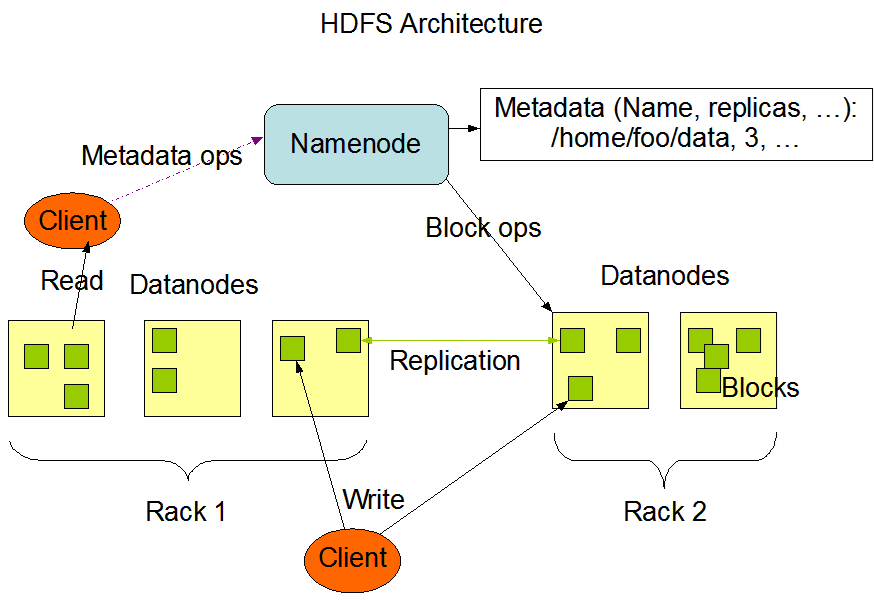 HDFS Architecture
Metadata (Name, replicas, …):
/home/foo/data, 3, …
Namenode
Metadata ops
Client
Block ops
Read
Datanodes
Datanodes
Replication
Blocks
Rack 1
Write
Rack 2
Client